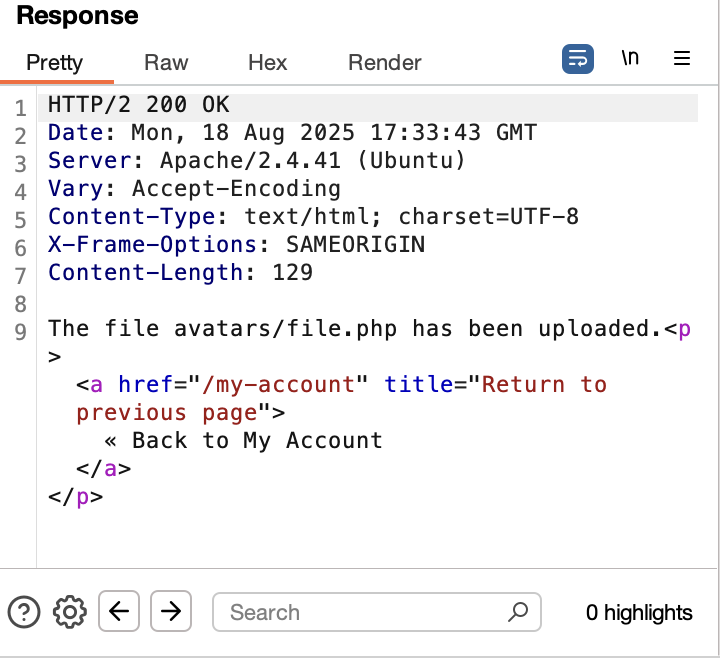 Response
Pretty Raw Hex Render \n
1 HTTP/2 200 OK
2 Date: Mon, 18 Aug 2025 17:33:43 GMT
3 Server: Apache/2.4.41 (Ubuntu)
4 Vary: Accept-Encoding
5 Content-Type: text/html; charset=UTF-8
6 X-Frame-Options: SAMEORIGIN
7 Content-Length: 129
8
9 The file avatars/file.php has been uploaded.<p
>
<a href="/my-account" title="Return to
previous page">
« Back to My Account
</a>
</p>
Search 0 highlights